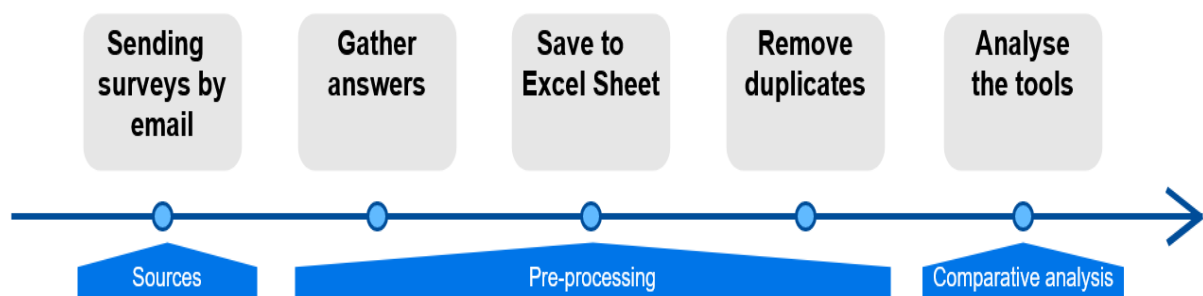 Sending
surveys by
email
Gather
answers
Save to
Excel Sheet
Remove
duplicates
Analyse
the tools
Sources
Pre-processing
Comparative analysis